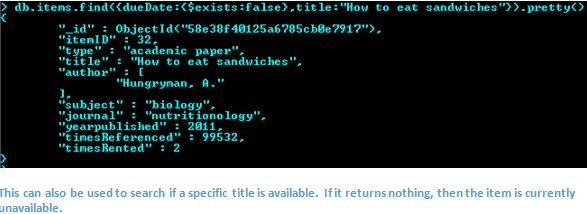 > db.items.find({dueDate:{$exists:false},title:"How to eat sandwiches"}).pretty()
{
"_id" : ObjectId("58e38f40125a6785cb0e7917"),
"itemID" : 32,
"type" : "academic paper",
"title" : "How to eat sandwiches",
"author" : [
"Hungryman, A."
],
"subject" : "biology",
"journal" : "nutritionology",
"yearpublished" : 2011,
"timesReferenced" : 99532,
"timesRented" : 2
}
This can also be used to search if a specific title is available. If it returns nothing, then the item is currently
unavailable.